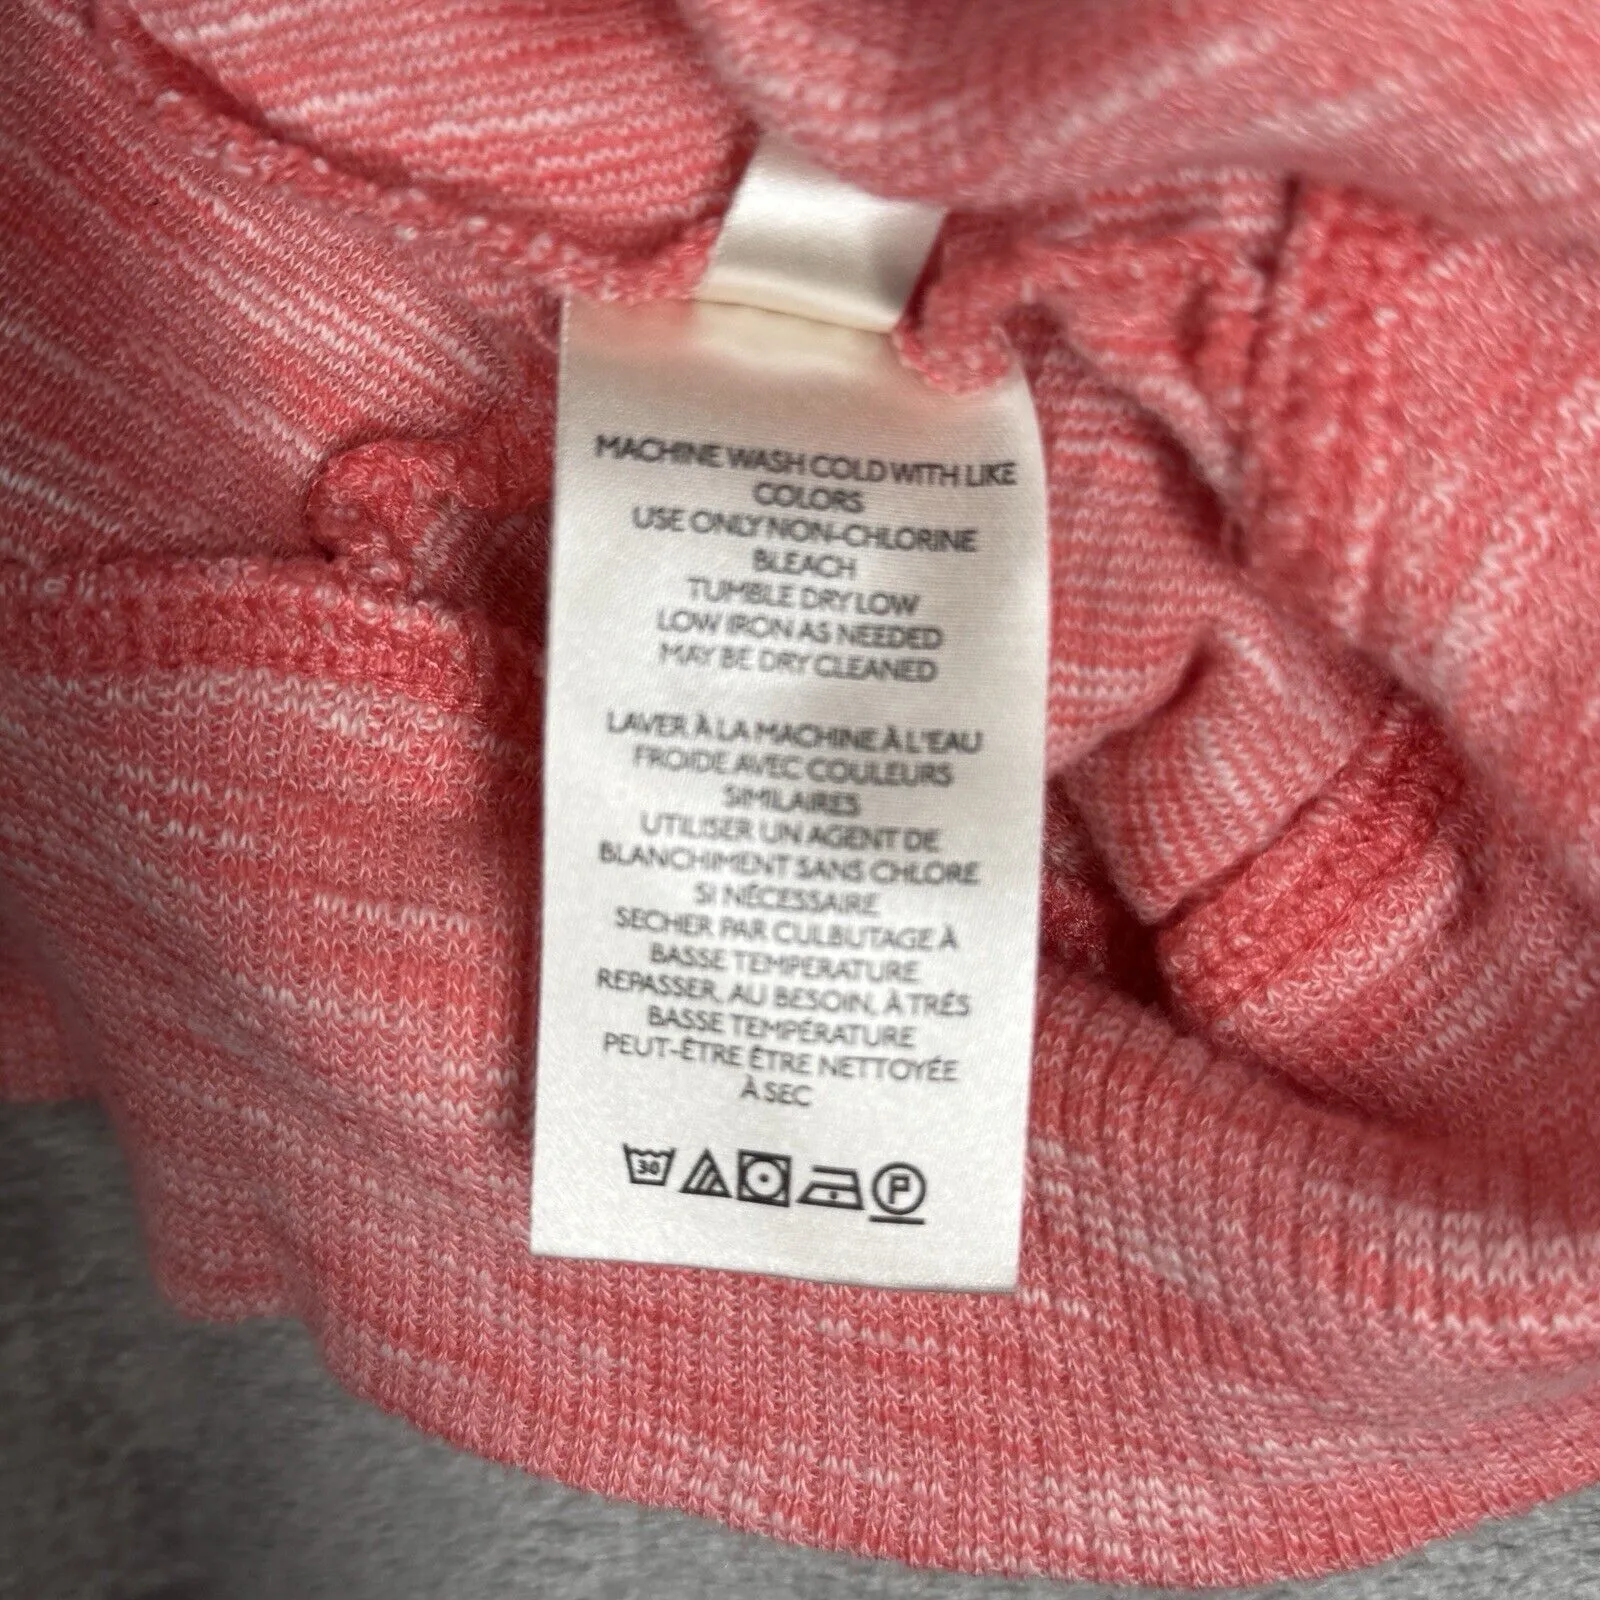 MACHINE WASH COLD WITH LIKE
COLORS
USE ONLY NON-CHLORINE
BLEACH
TUMBLE DRY LOW
LOW IRON AS NEEDED
MAY BE DRY CLEANED
LAVER À LA MACHINE À L'EAU
FROIDE AVEC COULEURS
SIMILAIRES
UTILISER UN AGENT DE
BLANCHIMENT SANS CHLORE
SI NÉCESSAIRE
SECHER PAR CULBUTAGE À
BASSE TEMPERATURE
REPASSER, AU BESOIN, À TRÉS
BASSE TEMPÉRATURE
PEUT-ÊTRE ÊTRE NETTOYÉE
À SEC
30 P